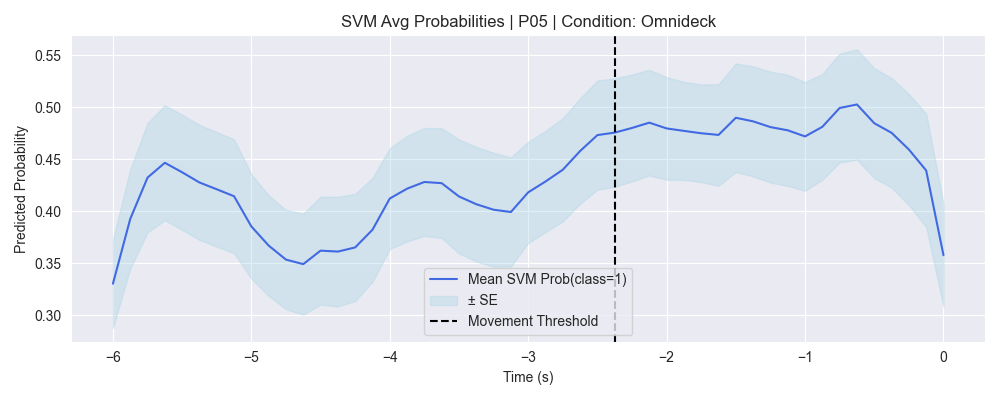 SVM Avg Probabilities | P05 | Condition: Omnideck
Predicted Probability
0.55
0.50
0.45
0.40
0.35
0.30
Mean SVM Prob(class=1)
± SE
Movement Threshold
−6
−5
−4
−3
−2
−1
0
Time (s)